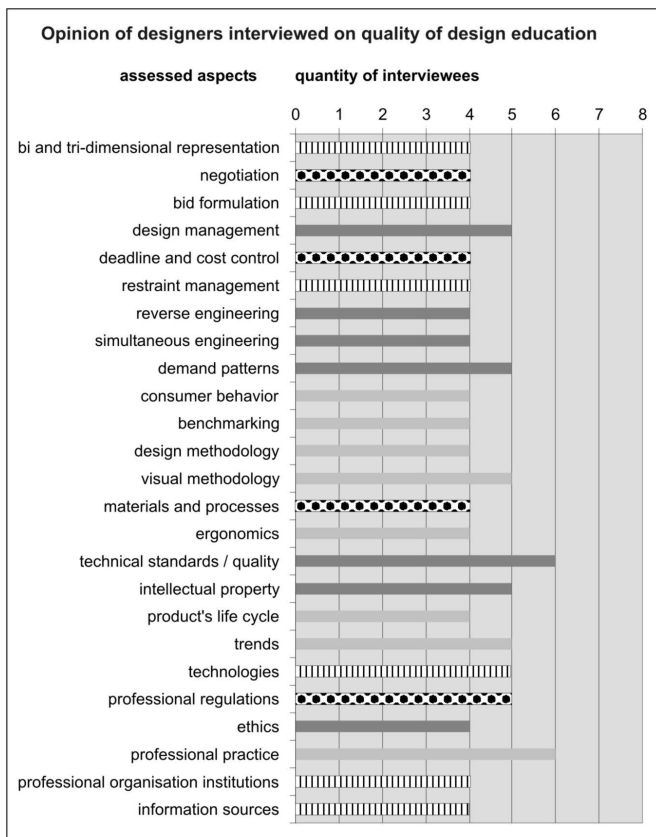 Opinion of designers interviewed on quality of design education
assessed aspects quantity of interviewees
0 1 2 3 4 5 6 7 8
bi and tri-dimensional representation
negotiation
bid formulation
design management
deadline and cost control
restraint management
reverse engineering
simultaneous engineering
demand patterns
consumer behavior
benchmarking
design methodology
visual methodology
materials and processes
ergonomics
technical standards / quality
intellectual property
product's life cycle
trends
technologies
professional regulations
ethics
professional practice
professional organisation institutions
information sources